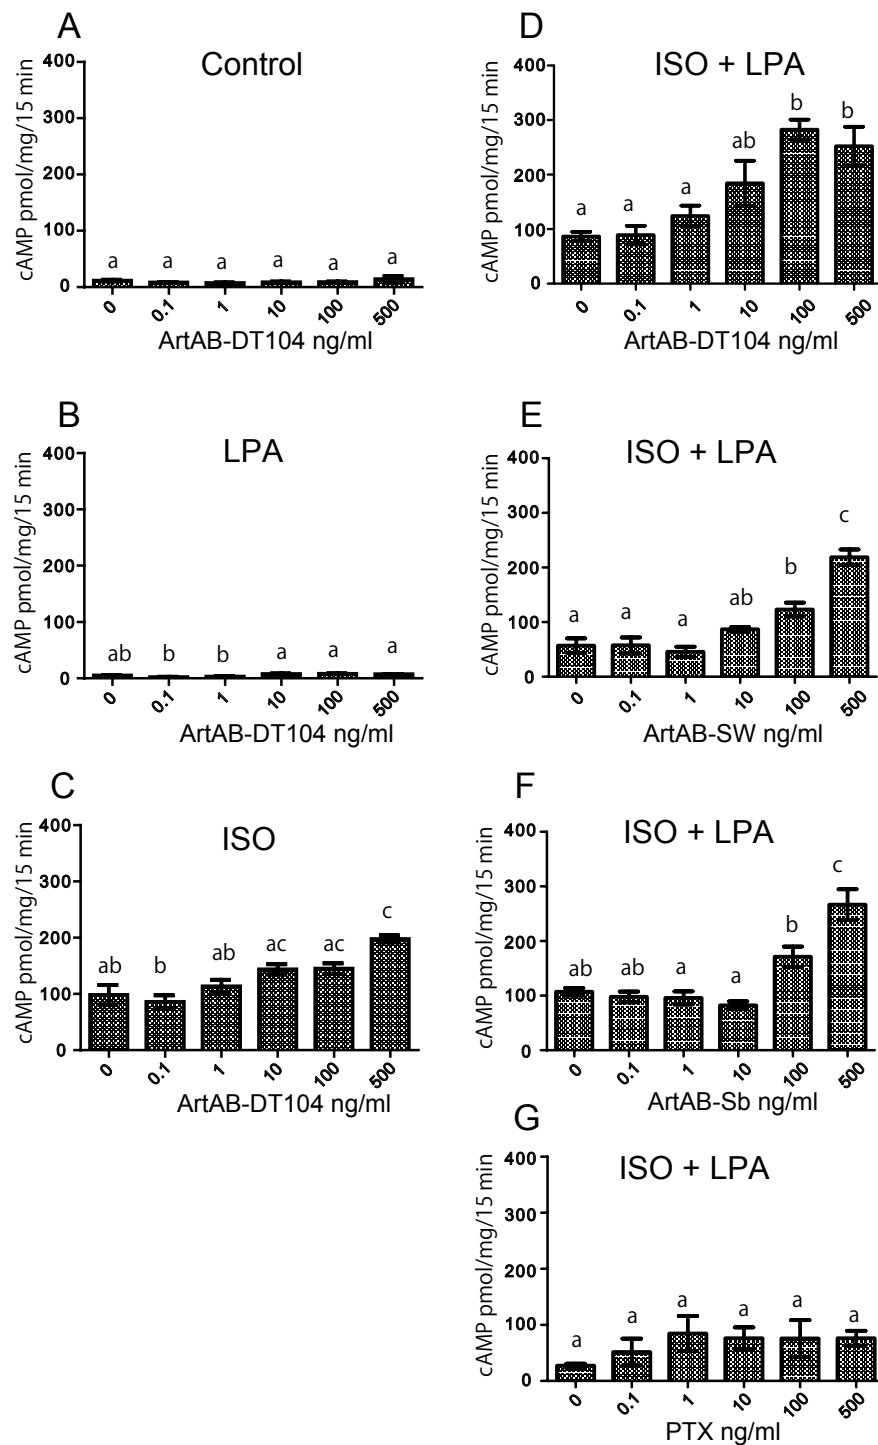 A
Control
cAMP pmol/mg/15 min
400
300
200
100
0
a a a a a a
0 0.1 1 10 100 500
ArtAB-DT104 ng/ml
B
LPA
cAMP pmol/mg/15 min
400
300
200
100
0
ab b b a a a
0 0.1 1 10 100 500
ArtAB-DT104 ng/ml
C
ISO
cAMP pmol/mg/15 min
400
300
200
100
0
ab b ab ac ac c
0 0.1 1 10 100 500
ArtAB-DT104 ng/ml
D
ISO + LPA
cAMP pmol/mg/15 min
400
300
200
100
0
a a a ab b b
0 0.1 1 10 100 500
ArtAB-DT104 ng/ml
E
ISO + LPA
cAMP pmol/mg/15 min
400
300
200
100
0
a a a ab b c
0 0.1 1 10 100 500
ArtAB-SW ng/ml
F
ISO + LPA
cAMP pmol/mg/15 min
400
300
200
100
0
ab ab a a b c
0 0.1 1 10 100 500
ArtAB-Sb ng/ml
G
ISO + LPA
cAMP pmol/mg/15 min
400
300
200
100
0
a a a a a a
0 0.1 1 10 100 500
PTX ng/ml